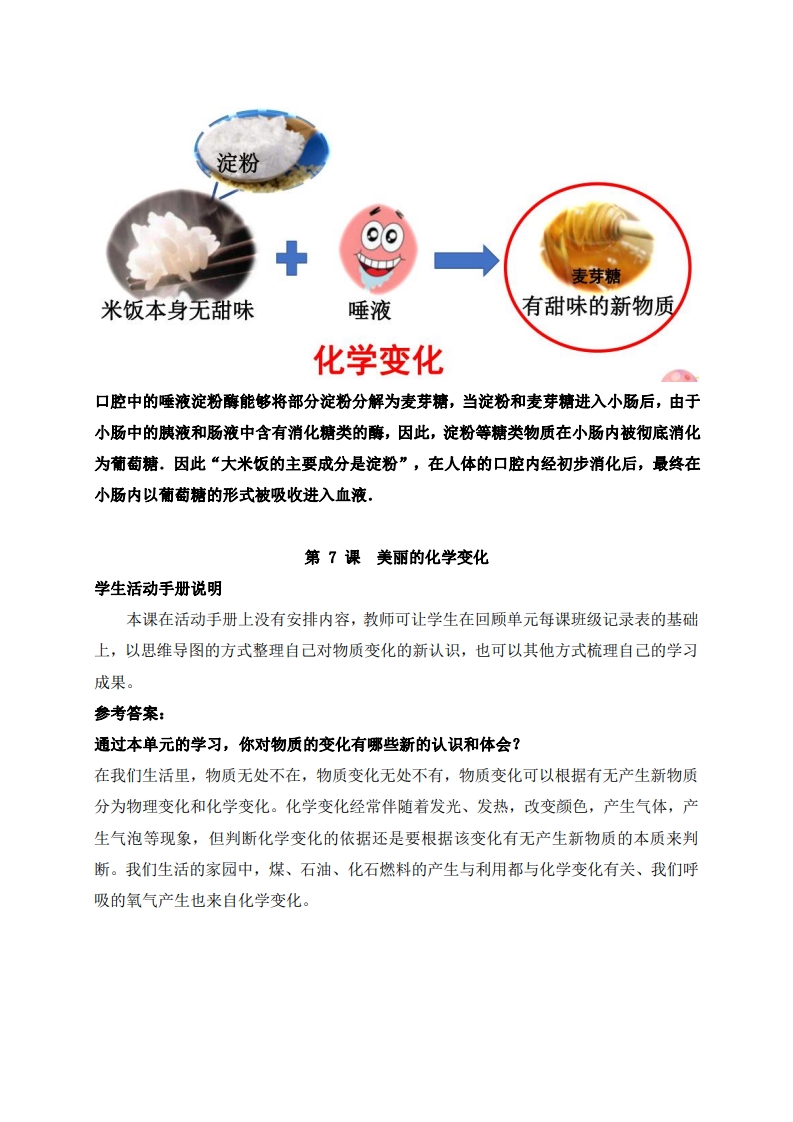 淀粉
麦芽糖
米饭本身无甜味
唾液
有甜味的新物质
化学变化
口腔中的唾液淀粉酶能够将部分淀粉分解为麦芽糖，当淀粉和麦芽糖进入小肠后，由于
小肠中的胰液和肠液中含有消化糖类的酶，因此，淀粉等糖类物质在小肠内被彻底消化
为葡萄糖．因此“大米饭的主要成分是淀粉”，在人体的口腔内经初步消化后，最终在
小肠内以葡萄糖的形式被吸收进入血液．
第 7 课 美丽的化学变化
学生活动手册说明
本课在活动手册上没有安排内容，教师可让学生在回顾单元每课班级记录表的基础
上，以思维导图的方式整理自己对物质变化的新认识，也可以其他方式梳理自己的学习
成果。
参考答案：
通过本单元的学习，你对物质的变化有哪些新的认识和体会？
在我们生活里，物质无处不在，物质变化无处不有，物质变化可以根据有无产生新物质
分为物理变化和化学变化。化学变化经常伴随着发光、发热，改变颜色，产生气体，产
生气泡等现象，但判断化学变化的依据还是要根据该变化有无产生新物质的本质来判
断。我们生活的家园中，煤、石油、化石燃料的产生与利用都与化学变化有关、我们呼
吸的氧气产生也来自化学变化。